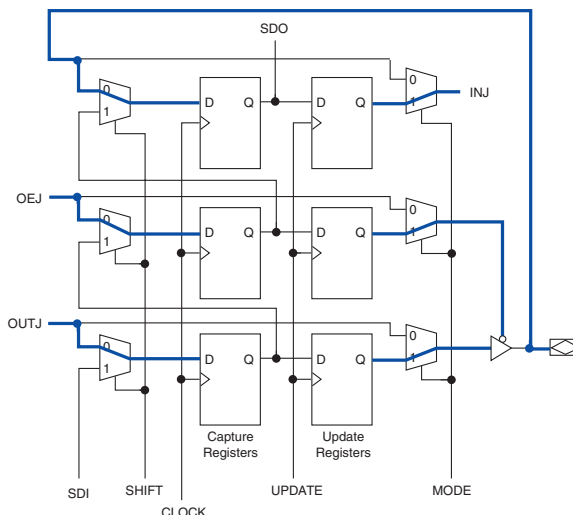 SDO
0
1
D
Q
D
Q
0
1
INJ
OEJ
0
1
D
Q
D
Q
0
1
OUTJ
0
1
D
Q
D
Q
0
1
Capture
Registers
Update
Registers
SDI
SHIFT
CLOCK
UPDATE
MODE